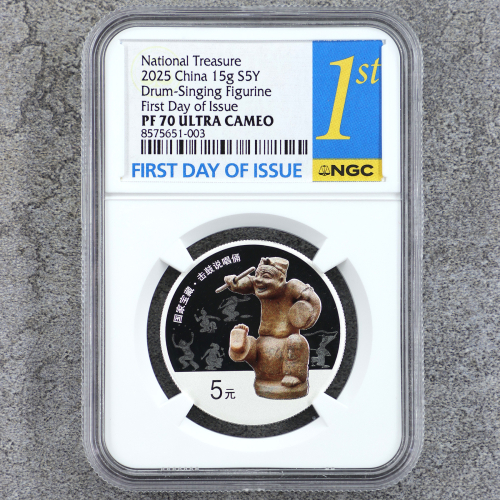 National Treasure
2025 China 15g S5Y
Drum-Singing Figurine
First Day of Issue
PF 70 ULTRA CAMEO
8575651-003
FIRST DAY OF ISSUE
1st
NGC
国家宝藏·击鼓说唱俑
5元